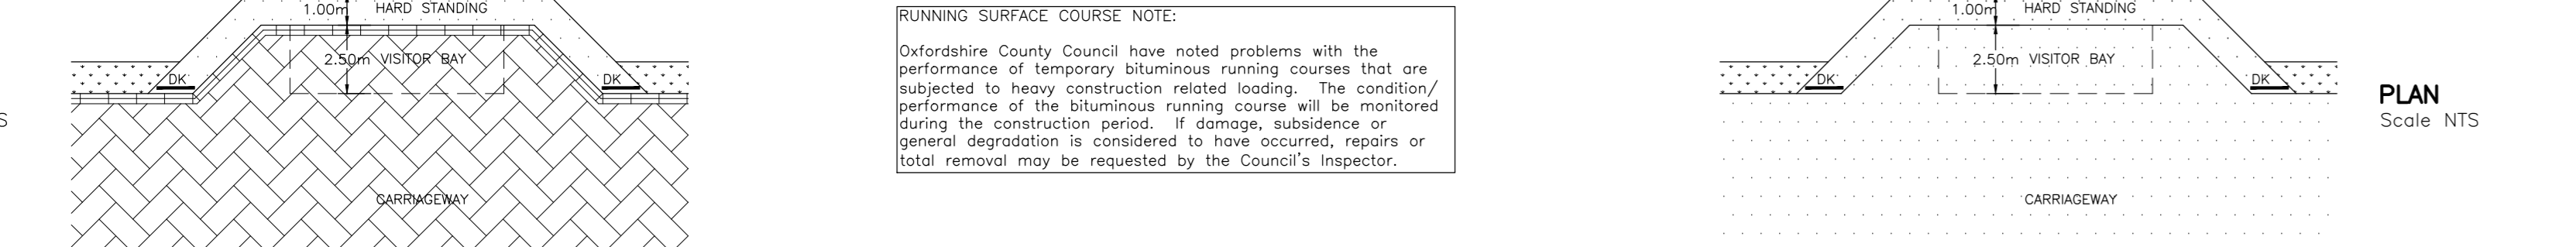 1.00m HARD STANDING
2.50m VISITOR BAY
DK DK
CARRIAGEWAY
S
RUNNING SURFACE COURSE NOTE:
Oxfordshire County Council have noted problems with the
performance of temporary bituminous running courses that are
subjected to heavy construction related loading. The condition/
performance of the bituminous running course will be monitored
during the construction period. If damage, subsidence or
general degradation is considered to have occurred, repairs or
total removal may be requested by the Council's Inspector.
1.00m HARD STANDING
2.50m VISITOR BAY
DK DK
CARRIAGEWAY
PLAN
Scale NTS